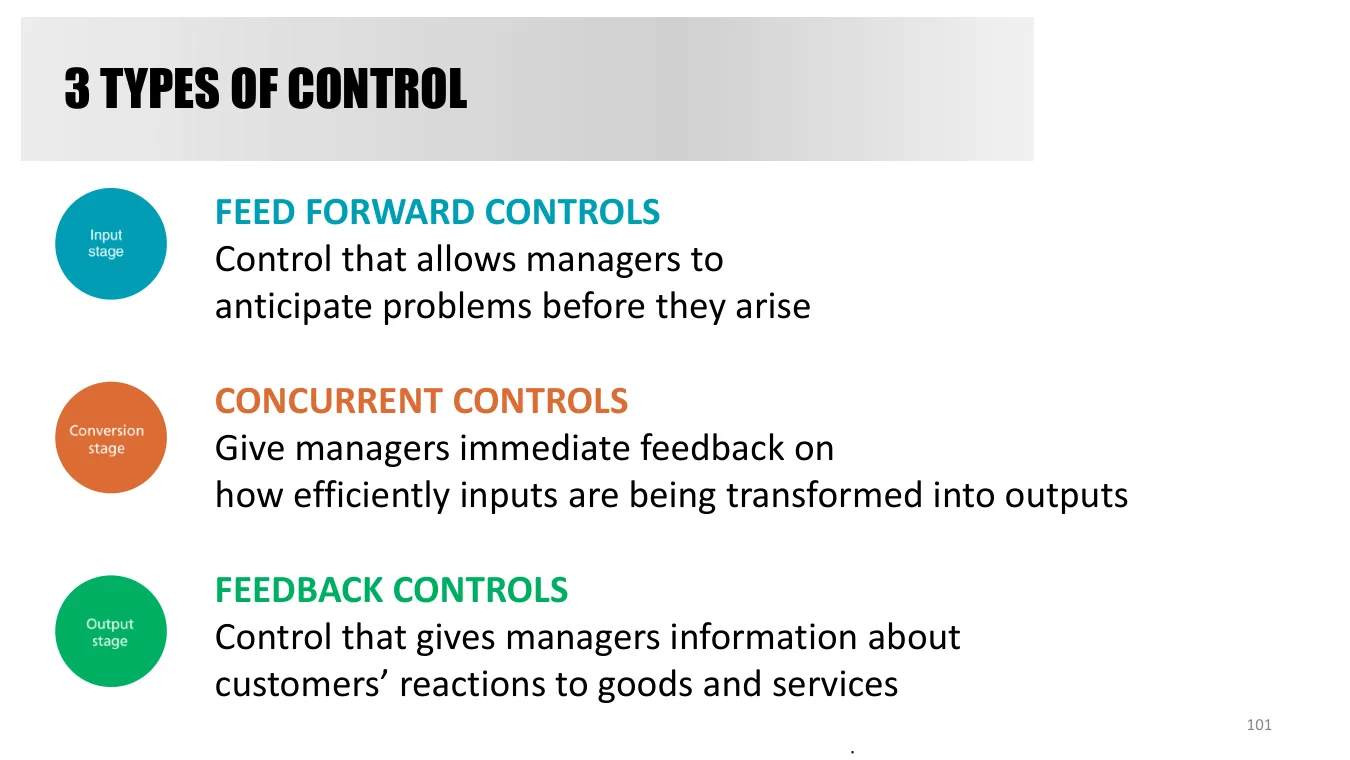 3 TYPES OF CONTROL
Input
stage
FEED FORWARD CONTROLS
Control that allows managers to
anticipate problems before they arise
Conversion
stage
CONCURRENT CONTROLS
Give managers immediate feedback on
how efficiently inputs are being transformed into outputs
Output
stage
FEEDBACK CONTROLS
Control that gives managers information about
customers’ reactions to goods and services
101
.